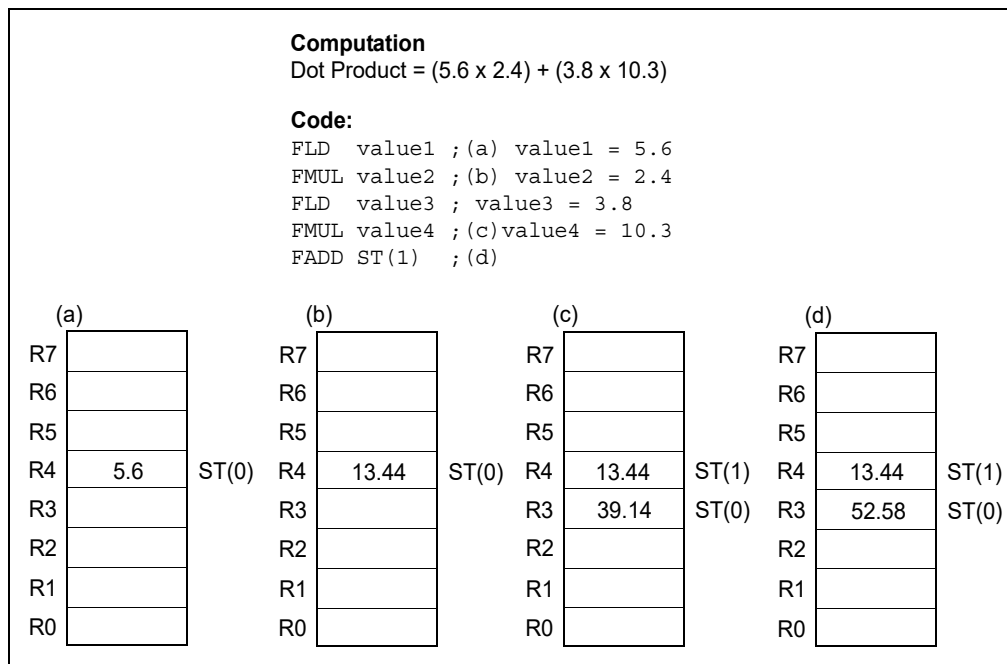 Computation
Dot Product = (5.6 x 2.4) + (3.8 x 10.3)
Code:
FLD value1 ;(a) value1 = 5.6
FMUL value2 ;(b) value2 = 2.4
FLD value3 ; value3 = 3.8
FMUL value4 ;(c)value4 = 10.3
FADD ST(1) ;(d)
(a)
R7
R6
R5
R4 5.6 ST(0)
R3
R2
R1
R0
(b)
R7
R6
R5
R4 13.44 ST(0)
R3
R2
R1
R0
(c)
R7
R6
R5
R4 13.44 ST(1)
R3 39.14 ST(0)
R2
R1
R0
(d)
R7
R6
R5
R4 13.44 ST(1)
R3 52.58 ST(0)
R2
R1
R0